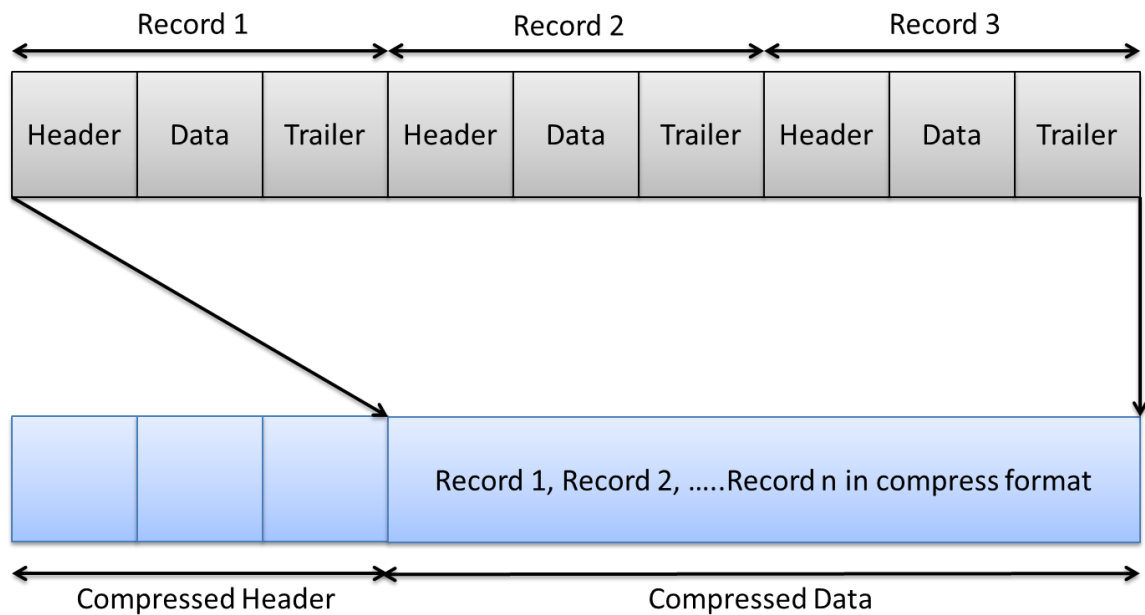 Record 1 Record 2 Record 3
Header Data Trailer Header Data Trailer Header Data Trailer
Record 1, Record 2, .....Record n in compress format
Compressed Header Compressed Data